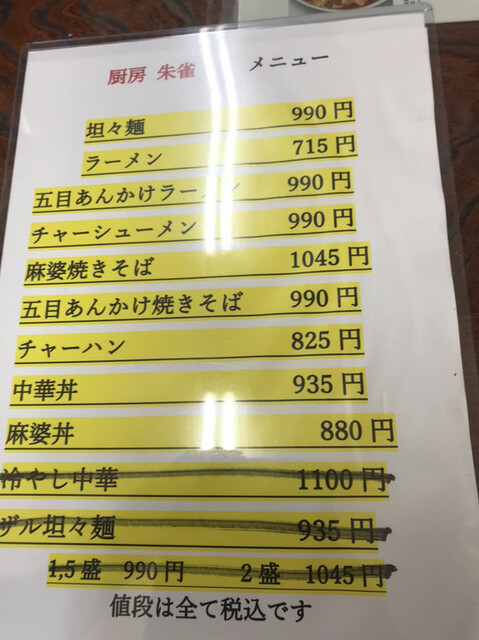 厨房 朱雀 メニュー
坦々麺 990円
ラーメン 715円
五目あんかけラーメン 990円
チャーシューメン 990円
麻婆焼きそば 1045円
五目あんかけ焼きそば 990円
チャーハン 825円
中華丼 935円
麻婆丼 880円
冷やし中華 1100円
ザル坦々麺 935円
1,5盛 990円 2盛 1045円
値段は全て税込です